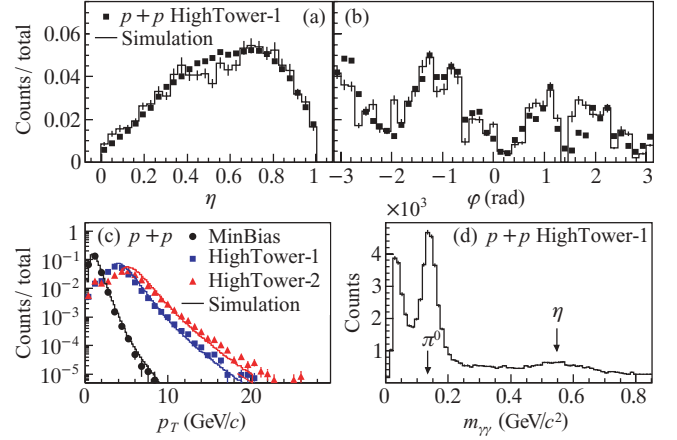 p + p HighTower-1 (a)
Simulation
Counts/ total
0.06
0.04
0.02
0
0 0.2 0.4 0.6 0.8 1
η
(b)
−3 −2 −1 0 1 2 3
φ (rad)
(c) p + p
MinBias
HighTower-1
HighTower-2
Simulation
Counts/ total
1
10-1
10-2
10-3
10-4
10-5
0 10 20
pT (GeV/c)
×10³
(d) p + p HighTower-1
Counts
4
3
2
1
π0
η
0 0.2 0.4 0.6 0.8
mγγ (GeV/c2)